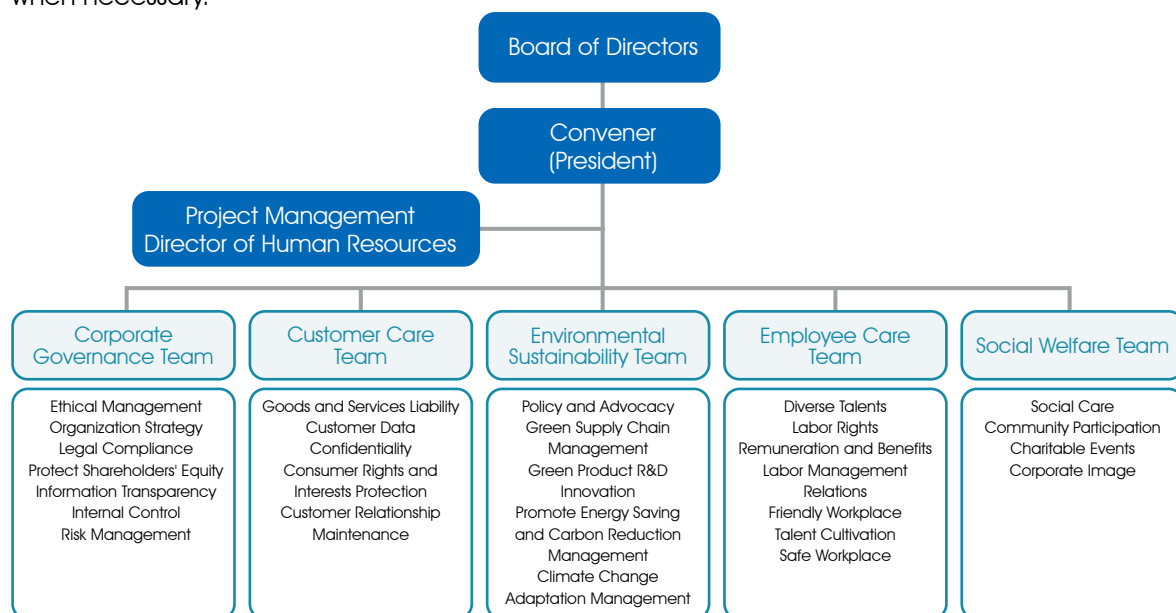 when necessary.
Board of Directors
Convener
(President)
Project Management
Director of Human Resources
Corporate
Governance Team
Ethical Management
Organization Strategy
Legal Compliance
Protect Shareholders' Equity
Information Transparency
Internal Control
Risk Management
Customer Care
Team
Goods and Services Liability
Customer Data
Confidentiality
Consumer Rights and
Interests Protection
Customer Relationship
Maintenance
Environmental
Sustainability Team
Policy and Advocacy
Green Supply Chain
Management
Green Product R&D
Innovation
Promote Energy Saving
and Carbon Reduction
Management
Climate Change
Adaptation Management
Employee Care
Team
Diverse Talents
Labor Rights
Remuneration and Benefits
Labor Management
Relations
Friendly Workplace
Talent Cultivation
Safe Workplace
Social Welfare Team
Social Care
Community Participation
Charitable Events
Corporate Image